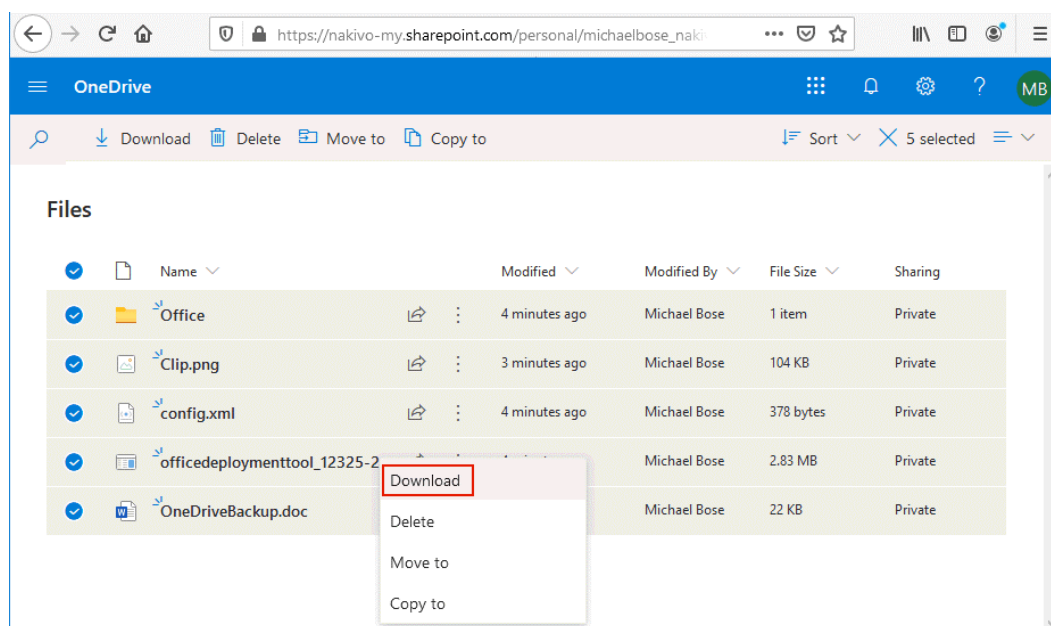 https://nakivo-my.sharepoint.com/personal/michaelbose_naki
OneDrive
MB
Download Delete Move to Copy to Sort 5 selected
Files
Name Modified Modified By File Size Sharing
Office 4 minutes ago Michael Bose 1 item Private
Clip.png 3 minutes ago Michael Bose 104 KB Private
config.xml 4 minutes ago Michael Bose 378 bytes Private
officedeploymenttool_12325-2 Michael Bose 2.83 MB Private
Download
OneDriveBackup.doc Michael Bose 22 KB Private
Delete
Move to
Copy to